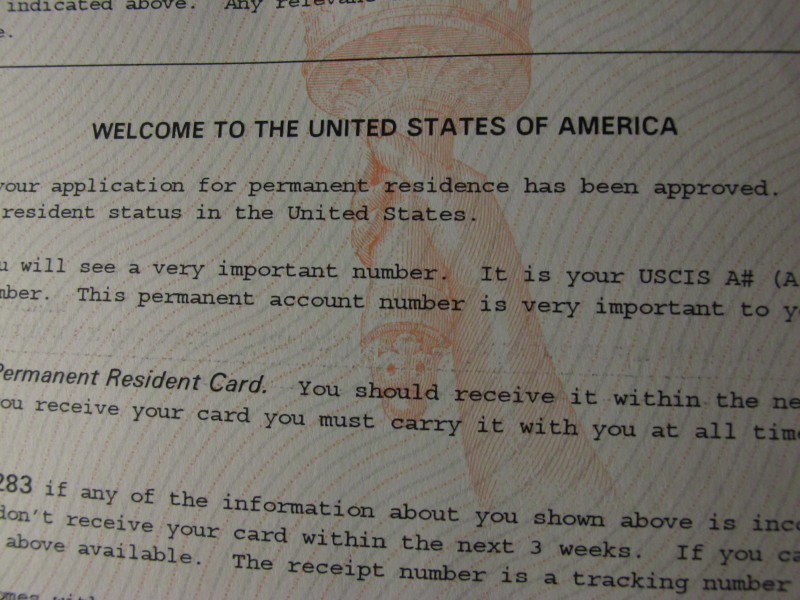 indicated above. Any relevant
e.
WELCOME TO THE UNITED STATES OF AMERICA
your application for permanent residence has been approved.
resident status in the United States.
u will see a very important number. It is your USCIS A# (A
mber. This permanent account number is very important to y
Permanent Resident Card. You should receive it within the ne
ou receive your card you must carry it with you at all time
283 if any of the information about you shown above is inco
don't receive your card within the next 3 weeks. If you ca
above available. The receipt number is a tracking number